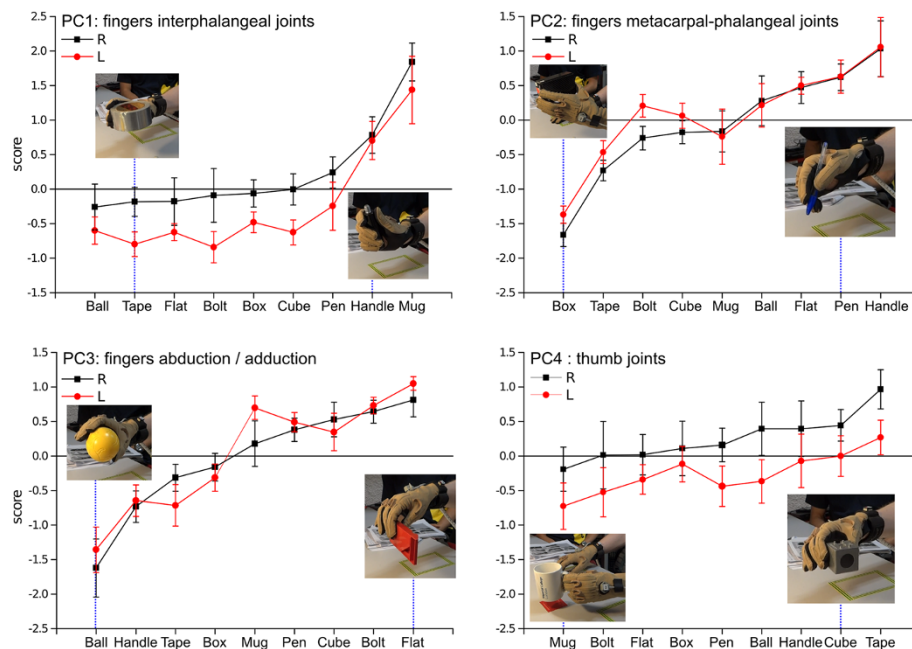 PC1: fingers interphalangeal joints
R
L
score
2.5
2.0
1.5
1.0
0.5
0.0
-0.5
-1.0
-1.5
Ball Tape Flat Bolt Box Cube Pen Handle Mug
PC2: fingers metacarpal-phalangeal joints
R
L
1.5
1.0
0.5
0.0
-0.5
-1.0
-1.5
-2.0
-2.5
Box Tape Bolt Cube Mug Ball Flat Pen Handle
PC3: fingers abduction / adduction
R
L
score
1.5
1.0
0.5
0.0
-0.5
-1.0
-1.5
-2.0
-2.5
Ball Handle Tape Box Mug Pen Cube Bolt Flat
PC4 : thumb joints
R
L
1.5
1.0
0.5
0.0
-0.5
-1.0
-1.5
-2.0
-2.5
Mug Bolt Flat Box Pen Ball Handle Cube Tape